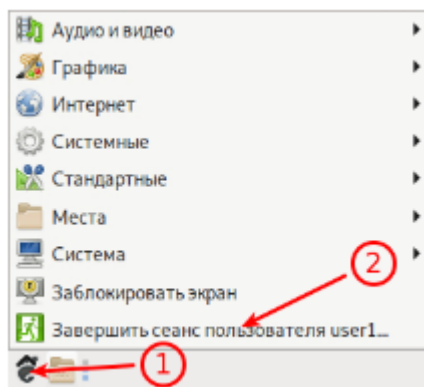 Аудио и видео
Графика
Интернет
Системные
Стандартные
Места
Система
2
Заблокировать экран
Завершить сеанс пользователя user1...
1